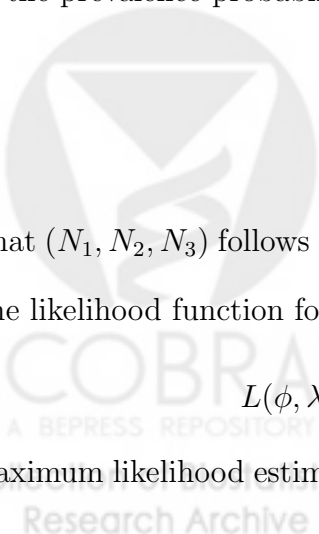 the prevalence probabil
hat (N₁, N₂, N₃) follows
he likelihood function fo
COBRA
L(ϕ, λ
A BEPRESS REPOSITORY
aximum likelihood estim
Research Archive